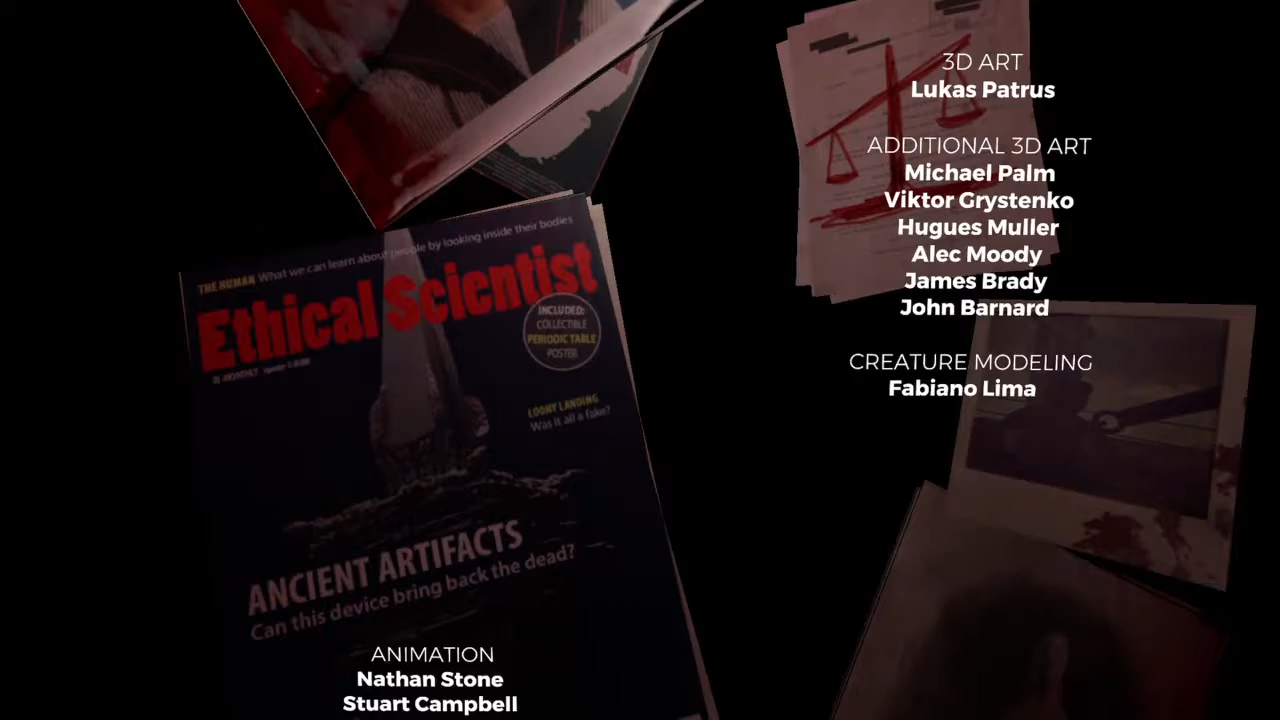 THE HUMAN What we can learn about people by looking inside their bodies
Ethical Scientist
INCLUDED:
COLLECTIBLE
PERIODIC TABLE
POSTER
LOONY LANDING
Was it all a fake?
ANCIENT ARTIFACTS
Can this device bring back the dead?
ANIMATION
Nathan Stone
Stuart Campbell
3D ART
Lukas Patrus
ADDITIONAL 3D ART
Michael Palm
Viktor Grystenko
Hugues Muller
Alec Moody
James Brady
John Barnard
CREATURE MODELING
Fabiano Lima